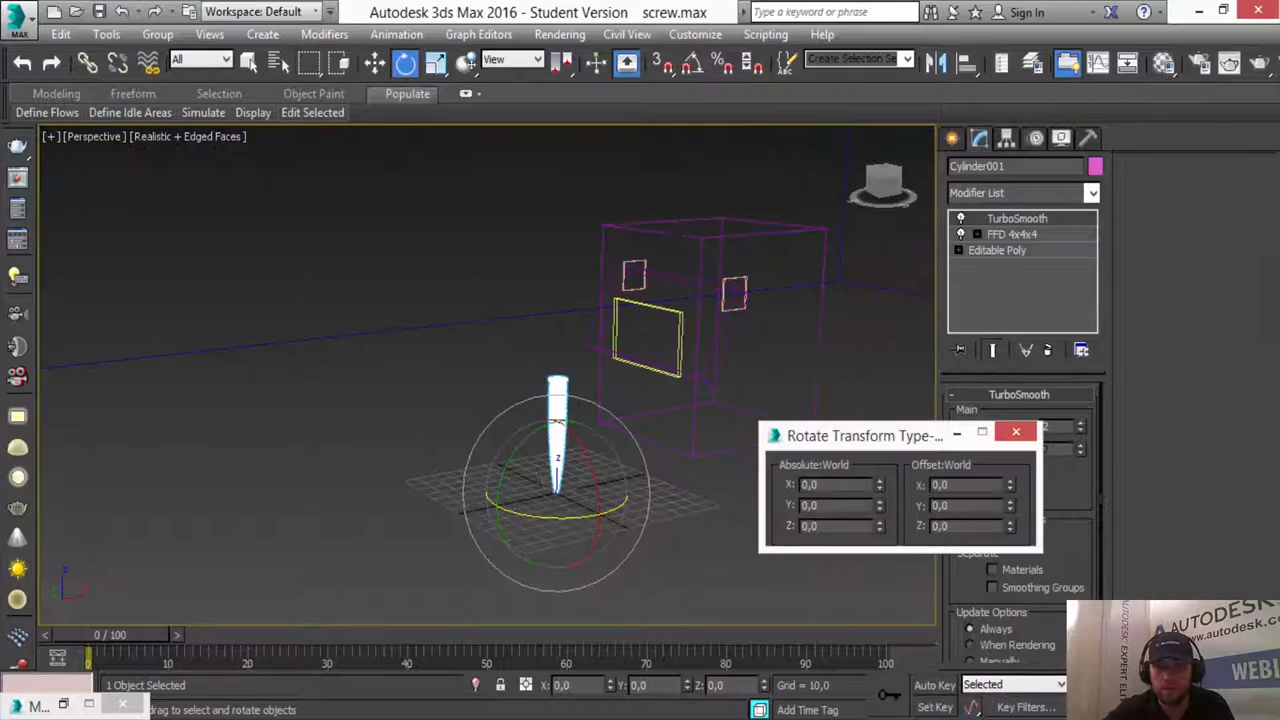 MAX
Workspace: Default
Autodesk 3ds Max 2016 - Student Version screw.max
Type a keyword or phrase
Sign In
Edit Tools Group Views Create Modifiers Animation Graph Editors Rendering Civil View Customize Scripting Help
All
View
3
Create Selection Se
Modeling Freeform Selection Object Paint Populate
Define Flows Define Idle Areas Simulate Display Edit Selected
[+] [Perspective] [Realistic + Edged Faces]
Cylinder001
Modifier List
TurboSmooth
FFD 4x4x4
Editable Poly
TurboSmooth
Main
Rotate Transform Type-...
Absolute:World Offset:World
X: 0,0 X: 0,0
Y: 0,0 Y: 0,0
Z: 0,0 Z: 0,0
z
Separate
Materials
Smoothing Groups
Update Options
Always
When Rendering
Manually
z
0 / 100
0 10 20 30 40 50 60 70 80 90 100
1 Object Selected
X: 0,0 Y: 0,0 Z: 0,0
Grid = 10,0
Auto Key Selected
M...
drag to select and rotate objects
Add Time Tag
Set Key Key Filters...
AUTODESK
www.autodesk.com